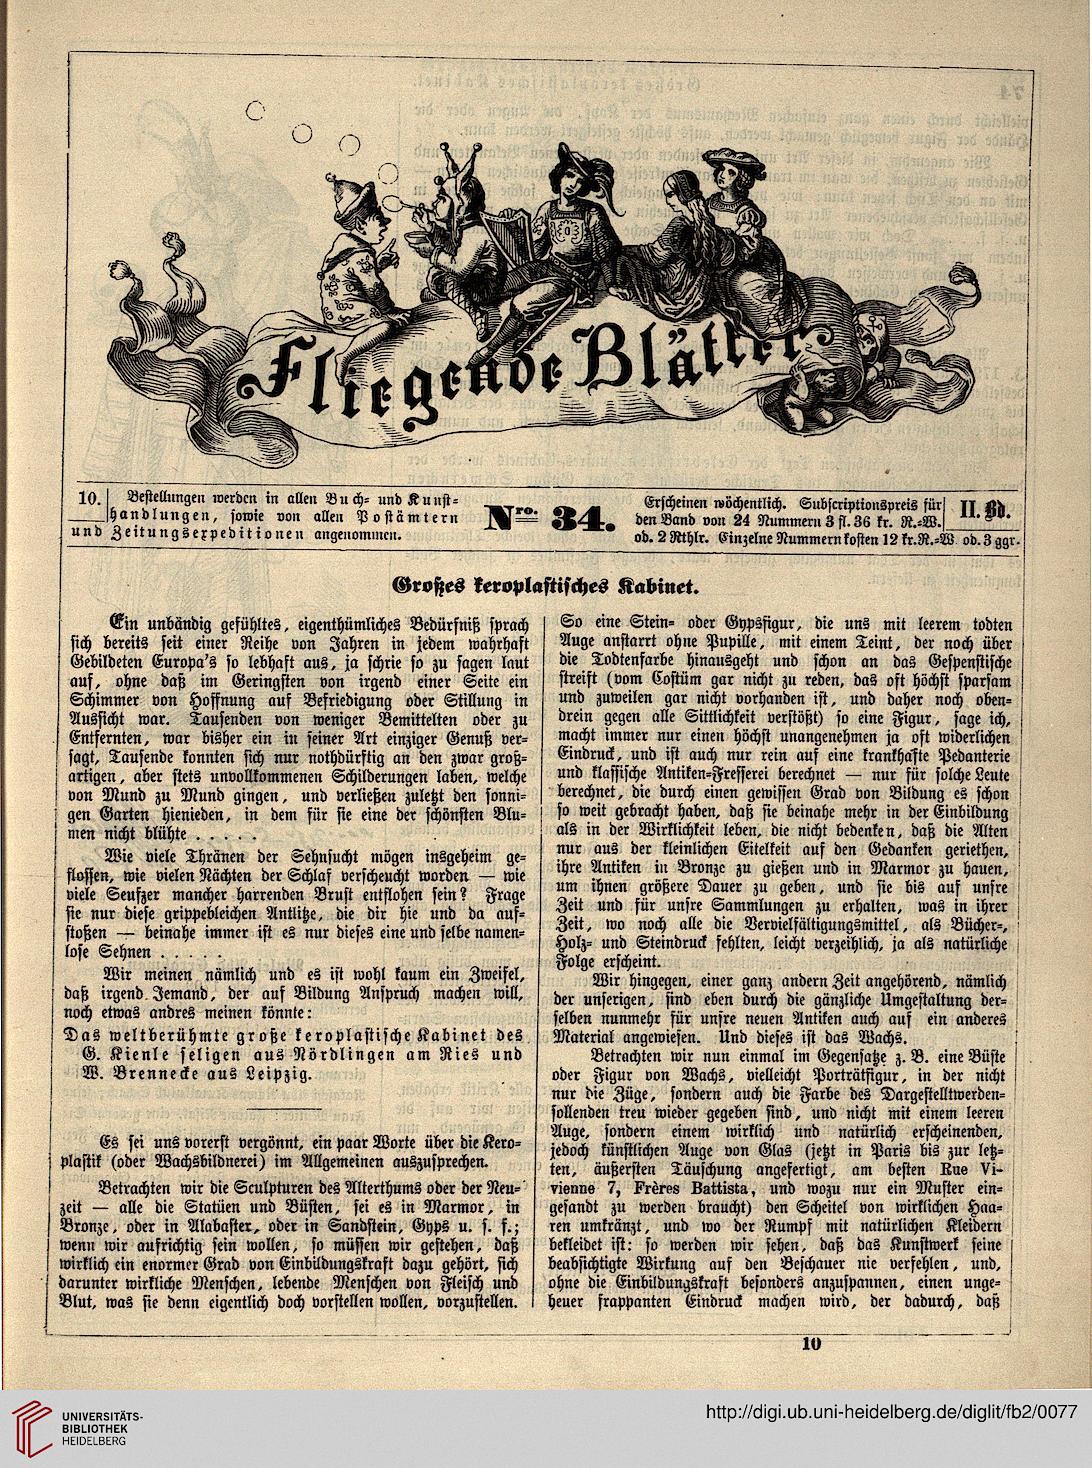 Fliegende Blätter
10.
Bestellungen werden in allen Buch- und Kunst-
handlungen, sowie von allen Postämtern
und Zeitungsexpeditionen angenommen.
Nro. 34.
Erscheinen wöchentlich. Subscriptionspreis für
den Band von 24 Nummern 3 fl. 36 kr. R.-W.
od. 2 Rthlr. Einzelne Nummern kosten 12 kr. R.-W od. 3 ggr.
II. Bd.
Großes keroplastisches Kabinet.
Ein unbändig gefühltes, eigenthümliches Bedürfniß sprach
sich bereits seit einer Reihe von Jahren in jedem wahrhaft
Gebildeten Europa's so lebhaft aus, ja schrie so zu sagen laut
auf, ohne daß im Geringsten von irgend einer Seite ein
Schimmer von Hoffnung auf Befriedigung oder Stillung in
Aussicht war. Tausenden von weniger Bemittelten oder zu
Entfernten, war bisher ein in seiner Art einziger Genuß ver-
sagt, Tausende konnten sich nur nothdürftig an den zwar groß-
artigen, aber stets unvollkommenen Schilderungen laben, welche
von Mund zu Mund gingen, und verließen zuletzt den sonni-
gen Garten hienieden, in dem für sie eine der schönsten Blu-
men nicht blühte . . . . .
Wie viele Thränen der Sehnsucht mögen insgeheim ge-
flossen, wie vielen Nächten der Schlaf verscheucht worden — wie
viele Seufzer mancher harrenden Brust entflohen sein? Frage
sie nur diese grippebleichen Antlitze, die dir hie und da auf-
stoßen — beinahe immer ist es nur dieses eine und selbe namen-
lose Sehnen . . . . .
Wir meinen nämlich und es ist wohl kaum ein Zweifel,
daß irgend Jemand, der auf Bildung Anspruch machen will,
noch etwas andres meinen könnte:
Das weltberühmte große keroplastische Kabinet des
G. Kienle seligen aus Nördlingen am Ries und
W. Brennecke aus Leipzig.
Es sei uns vorerst vergönnt, ein paar Worte über die Kero-
plastik (oder Wachsbildnerei) im Allgemeinen auszusprechen.
Betrachten wir die Sculpturen des Alterthums oder der Neu-
zeit — alle die Statüen und Büsten, sei es in Marmor, in
Bronze, oder in Alabaster, oder in Sandstein, Gyps u. s. f.;
wenn wir aufrichtig sein wollen, so müssen wir gestehen, daß
wirklich ein enormer Grad von Einbildungskraft dazu gehört, sich
darunter wirkliche Menschen, lebende Menschen von Fleisch und
Blut, was sie denn eigentlich doch vorstellen wollen, vorzustellen.
So eine Stein- oder Gypsfigur, die uns mit leerem todten
Auge anstarrt ohne Pupille, mit einem Teint, der noch über
die Todtenfarbe hinausgeht und schon an das Gespenstische
streift (vom Costüm gar nicht zu reden, das oft höchst sparsam
und zuweilen gar nicht vorhanden ist, und daher noch oben-
drein gegen alle Sittlichkeit verstößt) so eine Figur, sage ich,
macht immer nur einen höchst unangenehmen ja oft widerlichen
Eindruck, und ist auch nur rein auf eine krankhafte Pedanterie
und klassische Antiken-Fresserei berechnet — nur für solche Leute
berechnet, die durch einen gewissen Grad von Bildung es schon
so weit gebracht haben, daß sie beinahe mehr in der Einbildung
als in der Wirklichkeit leben, die nicht bedenken, daß die Alten
nur aus der kleinlichen Eitelkeit auf den Gedanken geriethen,
ihre Antiken in Bronze zu gießen und in Marmor zu hauen,
um ihnen größere Dauer zu geben, und sie bis auf unsre
Zeit und für unsre Sammlungen zu erhalten, was in ihrer
Zeit, wo noch alle die Vervielfältigungsmittel, als Bücher-,
Holz- und Steindruck fehlten, leicht verzeihlich, ja als natürliche
Folge erscheint.
Wir hingegen, einer ganz andern Zeit angehörend, nämlich
der unserigen, sind eben durch die gänzliche Umgestaltung der-
selben nunmehr für unsre neuen Antiken auch auf ein anderes
Material angewiesen. Und dieses ist das Wachs.
Betrachten wir nun einmal im Gegensatze z. B. eine Büste
oder Figur von Wachs, vielleicht Porträtfigur, in der nicht
nur die Züge, sondern auch die Farbe des Dargestelltwerden-
sollenden treu wieder gegeben sind, und nicht mit einem leeren
Auge, sondern einem wirklich und natürlich erscheinenden,
jedoch künstlichen Auge von Glas (jetzt in Paris bis zur letz-
ten, äußersten Täuschung angefertigt, am besten Rue Vi-
vienne 7, Frères Battista, und wozu nur ein Muster ein-
gesandt zu werden braucht) den Scheitel von wirklichen Haa-
ren umkränzt, und wo der Rumpf mit natürlichen Kleidern
bekleidet ist: so werden wir sehen, daß das Kunstwerk seine
beabsichtigte Wirkung auf den Beschauer nie verfehlen, und,
ohne die Einbildungskraft besonders anzuspannen, einen unge-
heuer frappanten Eindruck machen wird, der dadurch, daß
10
UNIVERSITÄTS-
BIBLIOTHEK
HEIDELBERG
http://digi.ub.uni-heidelberg.de/diglit/fb2/0077